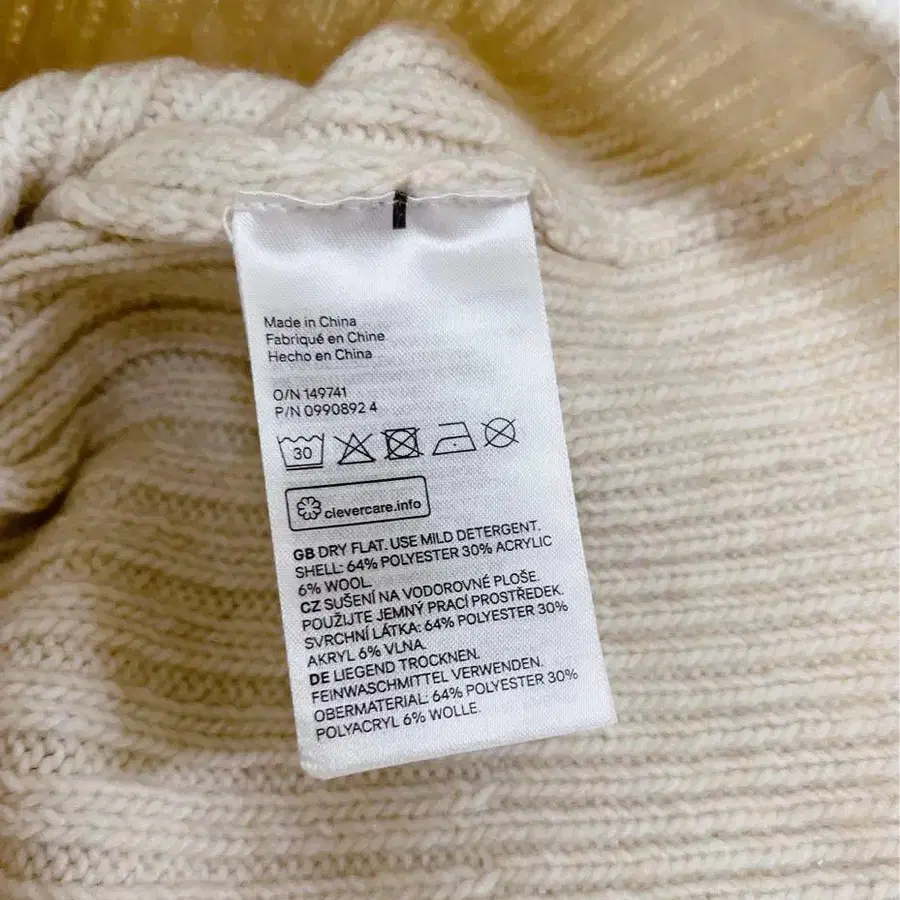 Made in China
Fabriqué en Chine
Hecho en China
O/N 149741
P/N 0990892 4
30
clevercare.info
GB DRY FLAT. USE MILD DETERGENT.
SHELL: 64% POLYESTER 30% ACRYLIC
6% WOOL.
CZ SUŠENÍ NA VODOROVNÉ PLOŠE.
POUŽIJTE JEMNÝ PRACÍ PROSTŘEDEK.
SVRCHNÍ LÁTKA: 64% POLYESTER 30%
AKRYL 6% VLNA.
DE LIEGEND TROCKNEN.
FEINWASCHMITTEL VERWENDEN.
OBERMATERIAL: 64% POLYESTER 30%
POLYACRYL 6% WOLLE.